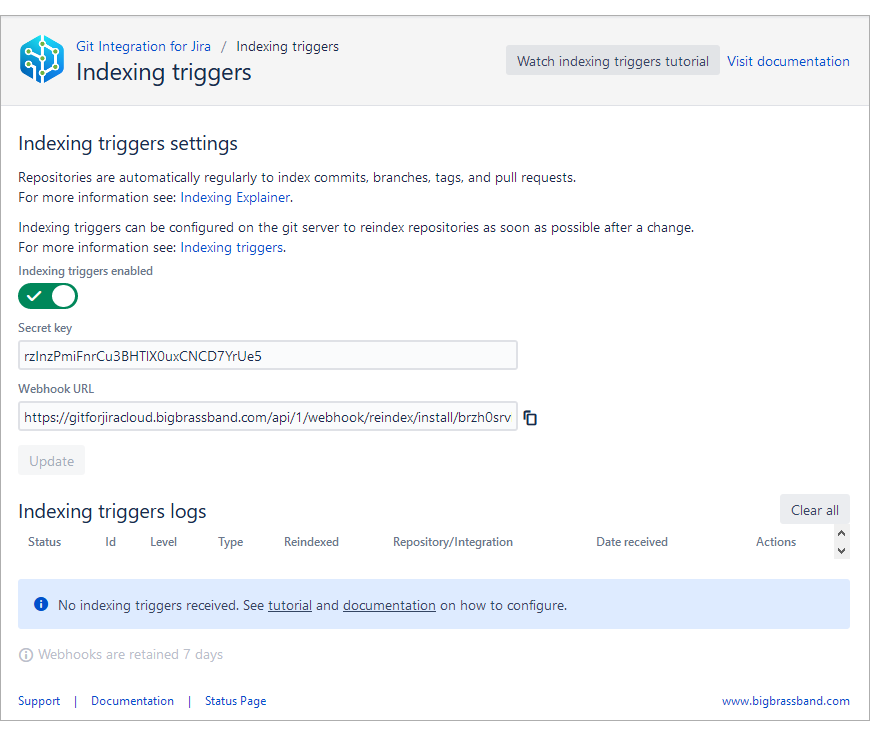 Git Integration for Jira / Indexing triggers
Indexing triggers
Watch indexing triggers tutorial
Visit documentation
Indexing triggers settings
Repositories are automatically regularly to index commits, branches, tags, and pull requests.
For more information see: Indexing Explainer.
Indexing triggers can be configured on the git server to reindex repositories as soon as possible after a change.
For more information see: Indexing triggers.
Indexing triggers enabled
Secret key
rzInzPmiFnrCu3BHTIX0uxCNCD7YrUe5
Webhook URL
https://gitforjiracloud.bigbrassband.com/api/1/webhook/reindex/install/brzh0srv
Update
Indexing triggers logs
Clear all
Status Id Level Type Reindexed Repository/Integration Date received Actions
No indexing triggers received. See tutorial and documentation on how to configure.
Webhooks are retained 7 days
Support | Documentation | Status Page
www.bigbrassband.com